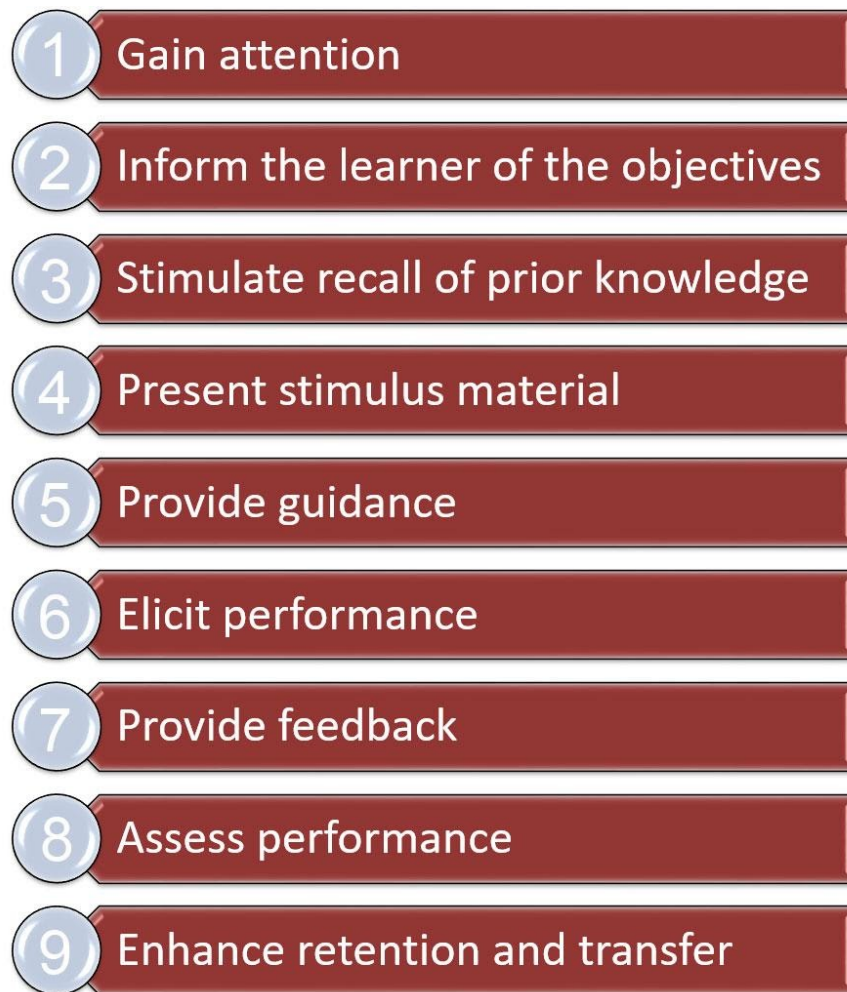 1 Gain attention
2 Inform the learner of the objectives
3 Stimulate recall of prior knowledge
4 Present stimulus material
5 Provide guidance
6 Elicit performance
7 Provide feedback
8 Assess performance
9 Enhance retention and transfer